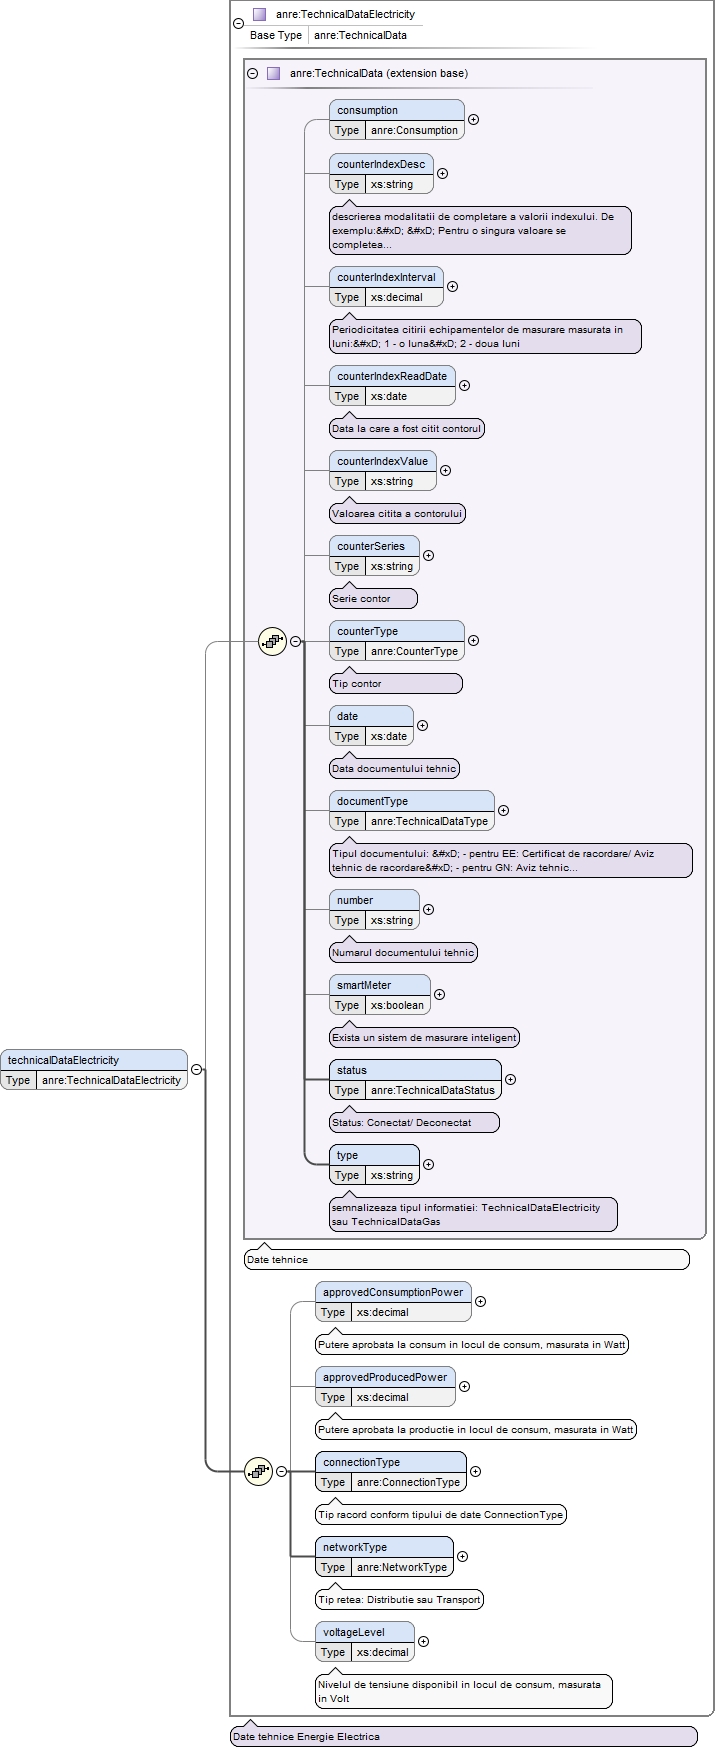 anre:TechnicalDataElectricity
Base Type anre:TechnicalData
anre:TechnicalData (extension base)
consumption
Type anre:Consumption
counterIndexDesc
Type xs:string
descrierea modalitatii de completare a valorii indexului. De
exemplu:&#xD; &#xD; Pentru o singura valoare se
completea...
counterIndexInterval
Type xs:decimal
Periodicitatea citirii echipamentelor de masurare masurata in
luni:&#xD; 1 - o luna&#xD; 2 - doua luni
counterIndexReadDate
Type xs:date
Data la care a fost citit contorul
counterIndexValue
Type xs:string
Valoarea citita a contorului
counterSeries
Type xs:string
Serie contor
counterType
Type anre:CounterType
Tip contor
date
Type xs:date
Data documentului tehnic
documentType
Type anre:TechnicalDataType
Tipul documentului: &#xD; - pentru EE: Certificat de racordare/ Aviz
tehnic de racordare&#xD; - pentru GN: Aviz tehnic...
number
Type xs:string
Numarul documentului tehnic
smartMeter
Type xs:boolean
Exista un sistem de masurare inteligent
technicalDataElectricity
Type anre:TechnicalDataElectricity
status
Type anre:TechnicalDataStatus
Status: Conectat/ Deconectat
type
Type xs:string
semnalizeaza tipul informatiei: TechnicalDataElectricity
sau TechnicalDataGas
Date tehnice
approvedConsumptionPower
Type xs:decimal
Putere aprobata la consum in locul de consum, masurata in Watt
approvedProducedPower
Type xs:decimal
Putere aprobata la productie in locul de consum, masurata in Watt
connectionType
Type anre:ConnectionType
Tip racord conform tipului de date ConnectionType
networkType
Type anre:NetworkType
Tip retea: Distributie sau Transport
voltageLevel
Type xs:decimal
Nivelul de tensiune disponibil in locul de consum, masurata
in Volt
Date tehnice Energie Electrica